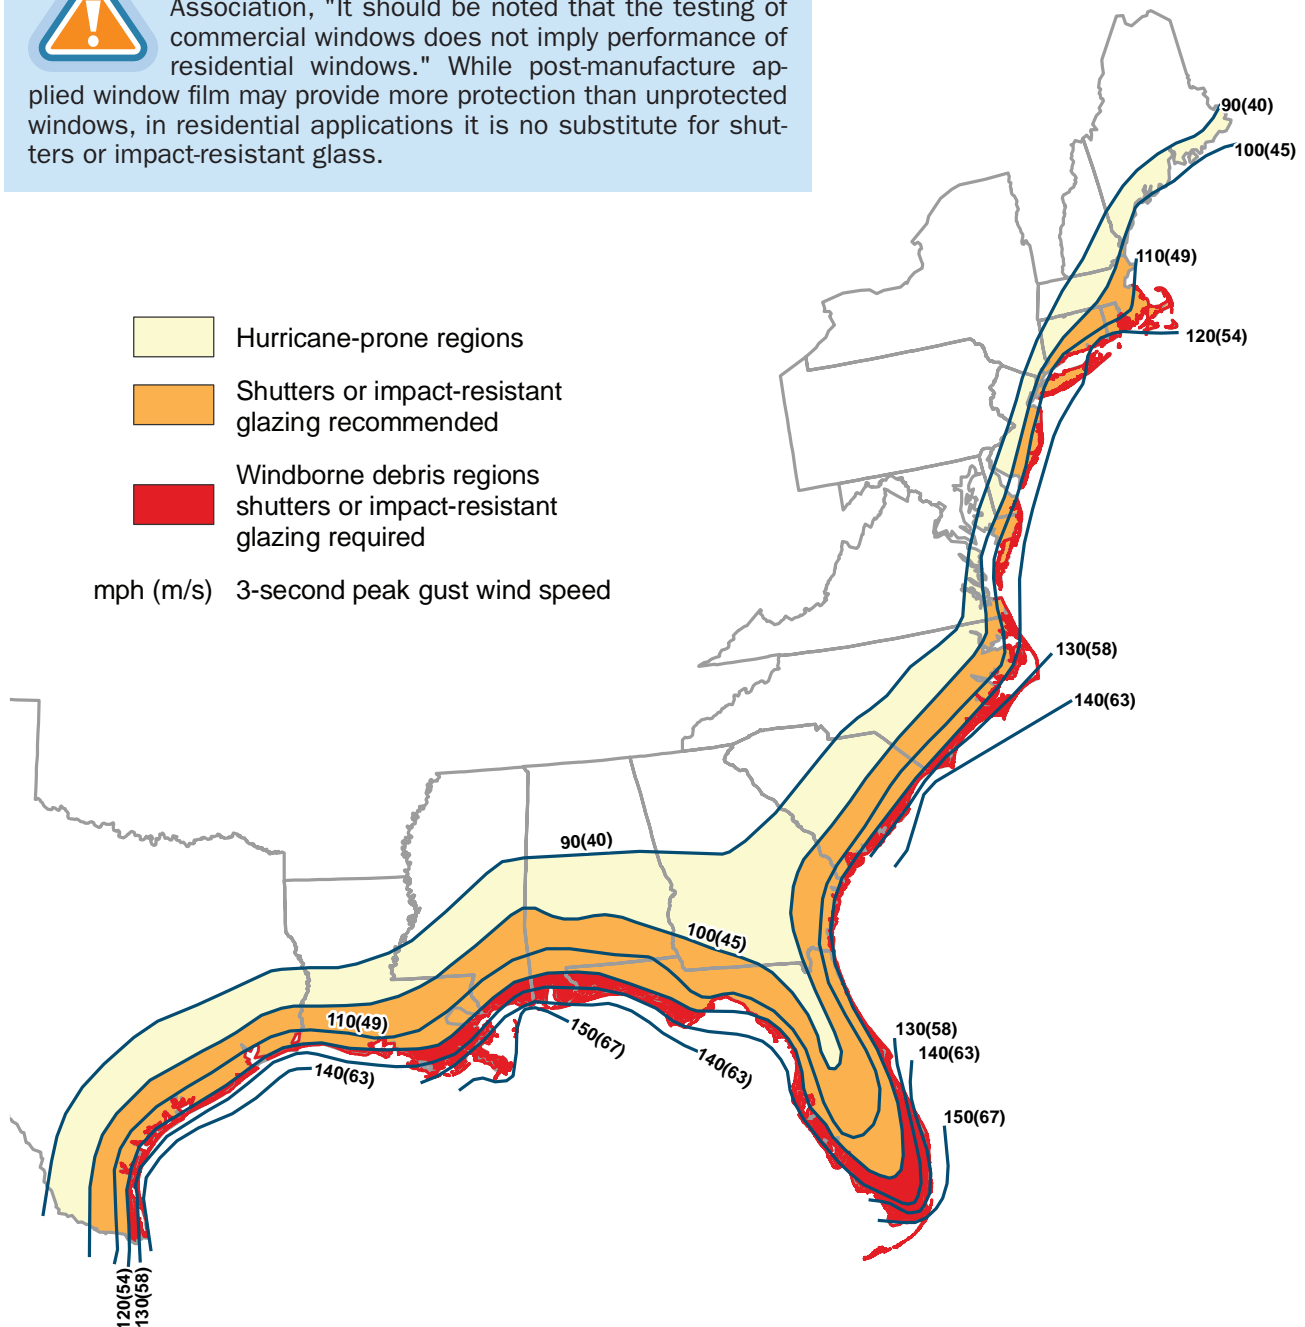 Association, "It should be noted that the testing of
commercial windows does not imply performance of
residential windows." While post-manufacture ap-
plied window film may provide more protection than unprotected
windows, in residential applications it is no substitute for shut-
ters or impact-resistant glass.
90(40)
100(45)
110(49)
120(54)
Hurricane-prone regions
Shutters or impact-resistant
glazing recommended
Windborne debris regions
shutters or impact-resistant
glazing required
mph (m/s) 3-second peak gust wind speed
130(58)
140(63)
90(40)
100(45)
110(49)
140(63)
150(67)
140(63)
130(58)
140(63)
150(67)
120(54)
130(58)